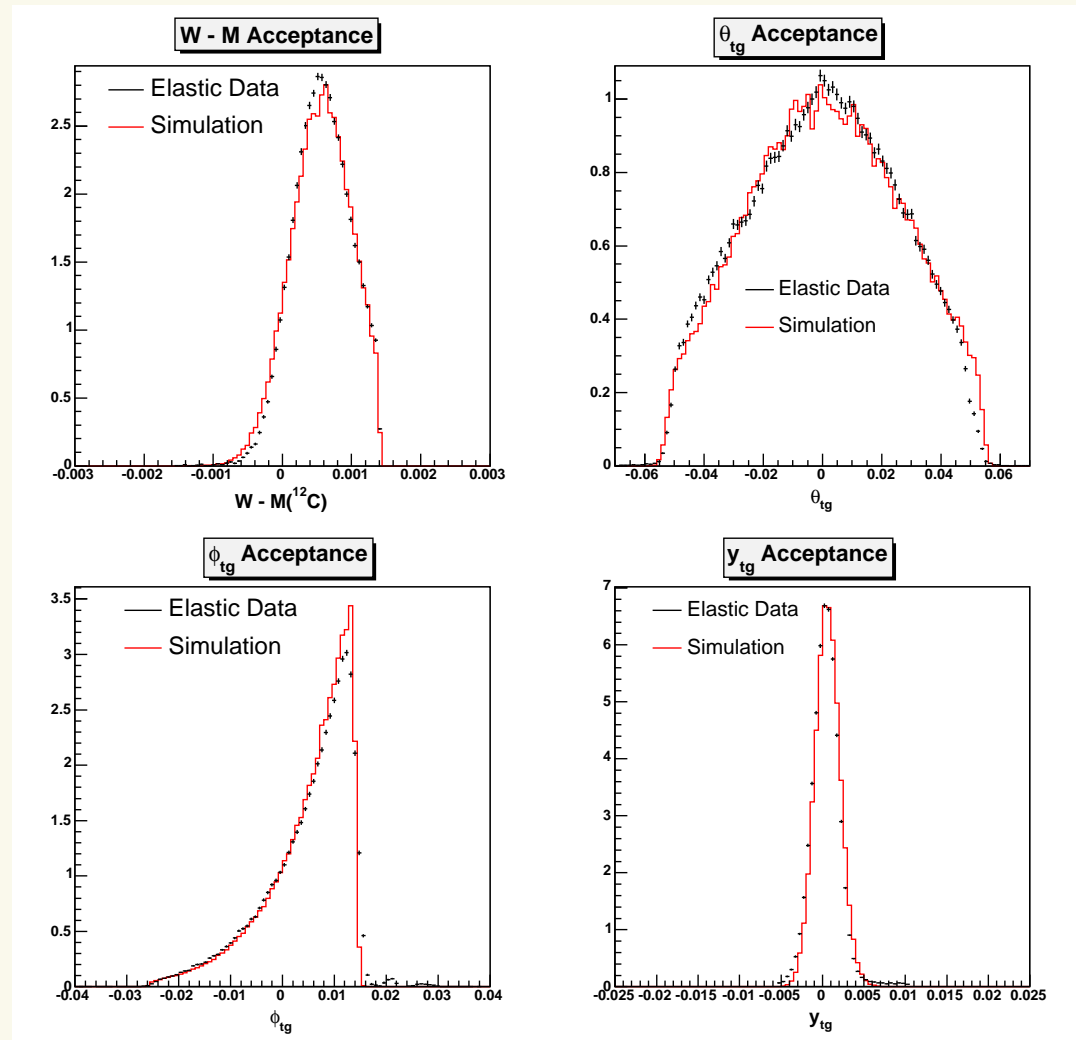 W - M Acceptance
Elastic Data
Simulation
2.5
2
1.5
1
0.5
0
-0.003 -0.002 -0.001 0 0.001 0.002 0.003
W - M(¹²C)
θtg Acceptance
1
0.8
0.6
0.4
0.2
0
Elastic Data
Simulation
-0.06 -0.04 -0.02 0 0.02 0.04 0.06
θtg
ϕtg Acceptance
Elastic Data
Simulation
3.5
3
2.5
2
1.5
1
0.5
0
-0.04 -0.03 -0.02 -0.01 0 0.01 0.02 0.03 0.04
ϕtg
ytg Acceptance
Elastic Data
Simulation
7
6
5
4
3
2
1
0
-0.025 -0.02 -0.015 -0.01 -0.005 0 0.005 0.01 0.015 0.02 0.025
ytg